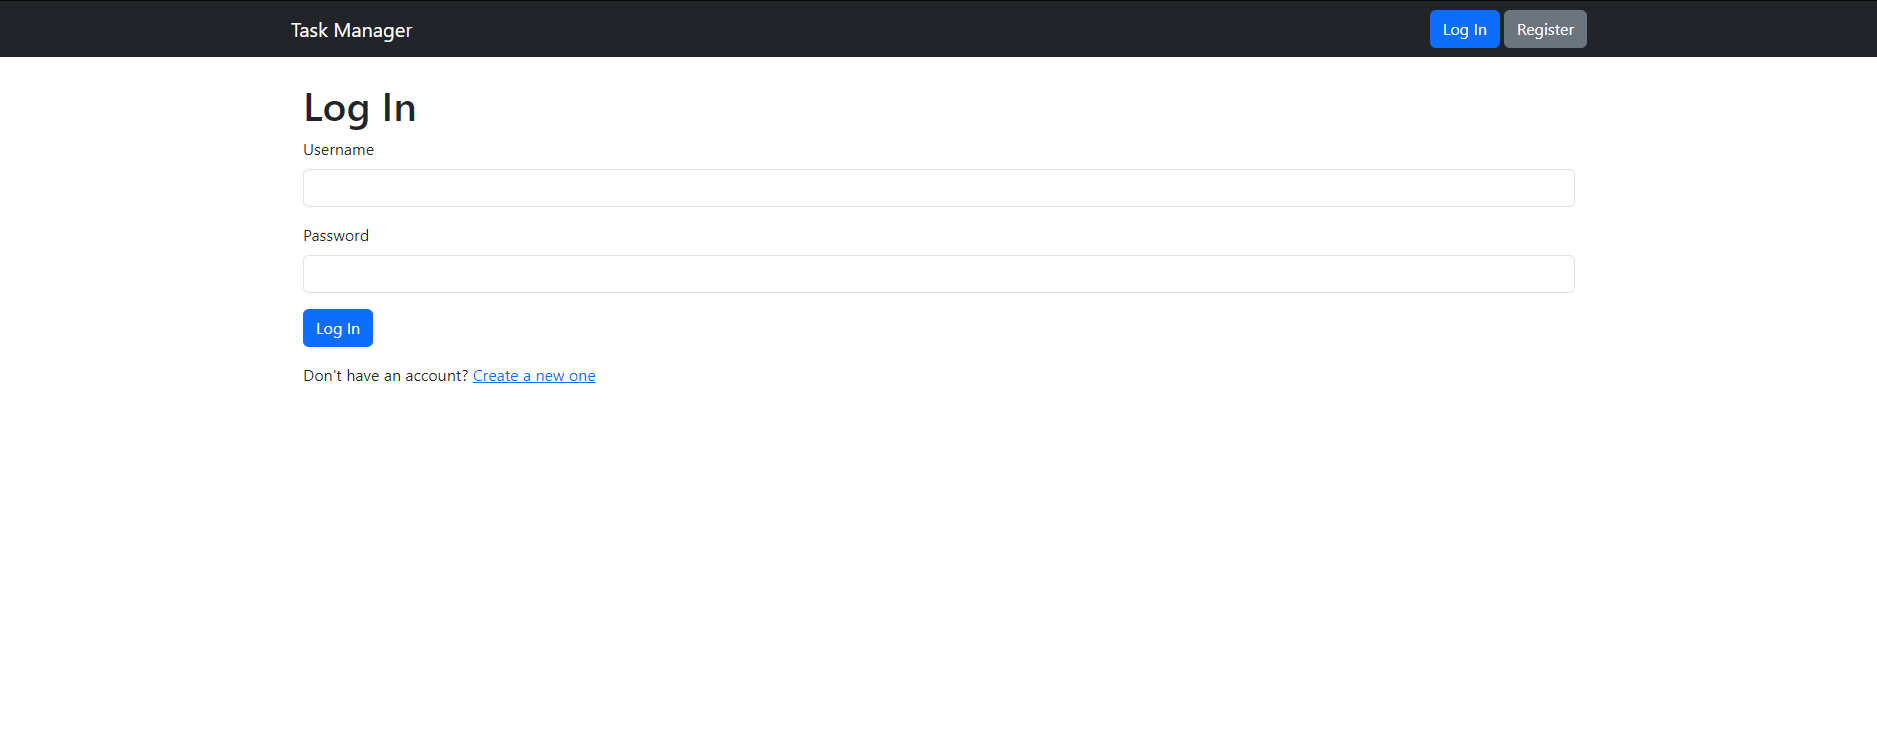 Task Manager
Log In Register
Log In
Username
Password
Log In
Don't have an account? Create a new one